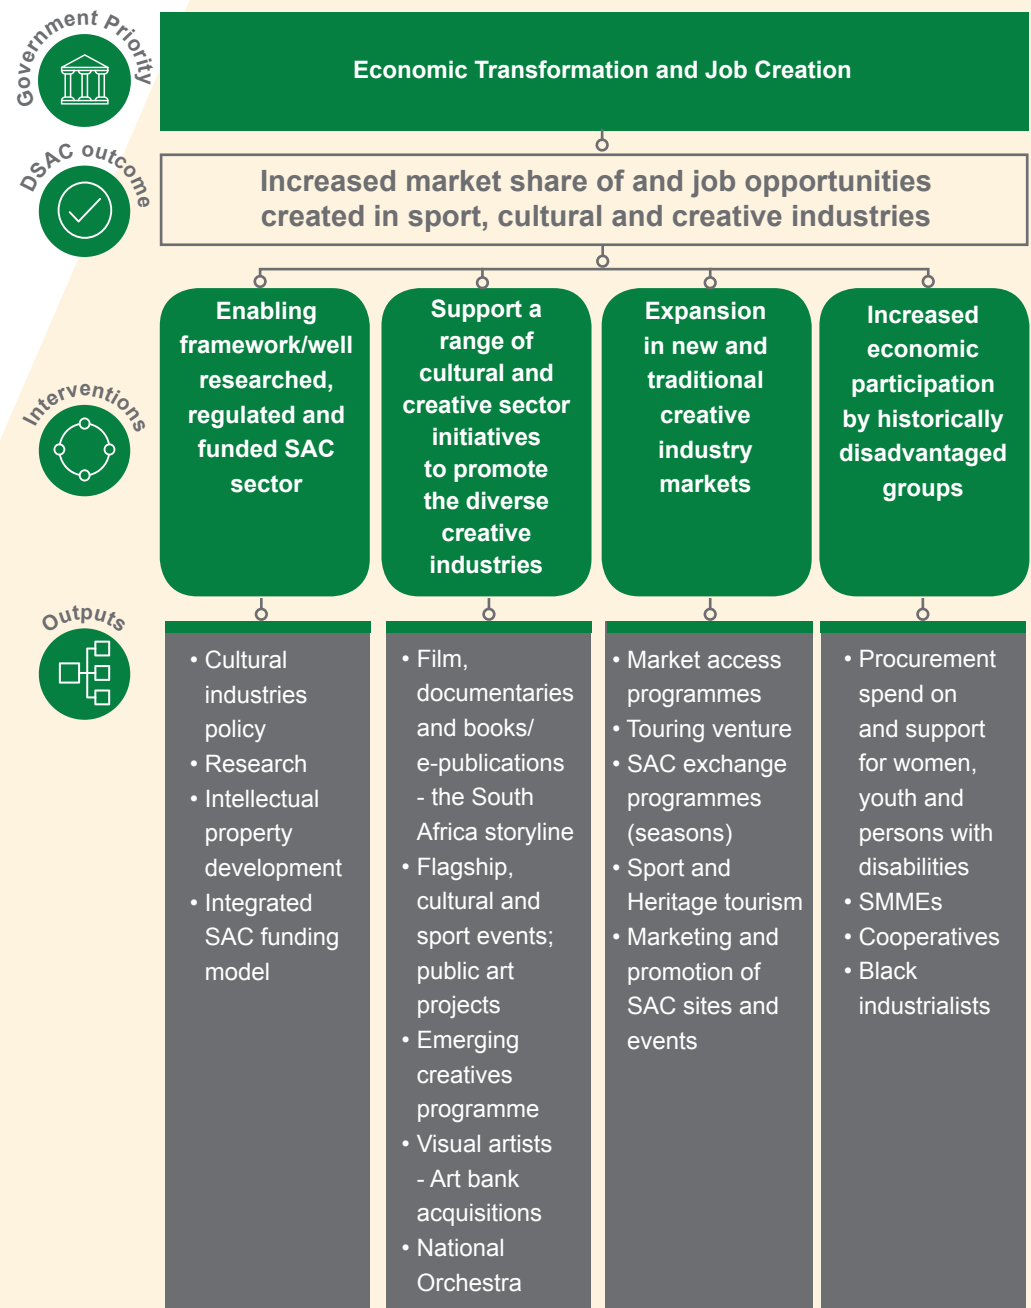 Government Priority
Economic Transformation and Job Creation
DSAC outcome
Increased market share of and job opportunities
created in sport, cultural and creative industries
Interventions
Enabling
framework/well
researched,
regulated and
funded SAC
sector
Support a
range of
cultural and
creative sector
initiatives
to promote
the diverse
creative
industries
Expansion
in new and
traditional
creative
industry
markets
Increased
economic
participation
by historically
disadvantaged
groups
Outputs
• Cultural
industries
policy
• Research
• Intellectual
property
development
• Integrated
SAC funding
model
• Film,
documentaries
and books/
e-publications
- the South
Africa storyline
• Flagship,
cultural and
sport events;
public art
projects
• Emerging
creatives
programme
• Visual artists
- Art bank
acquisitions
• National
Orchestra
• Market access
programmes
• Touring venture
• SAC exchange
programmes
(seasons)
• Sport and
Heritage tourism
• Marketing and
promotion of
SAC sites and
events
• Procurement
spend on
and support
for women,
youth and
persons with
disabilities
• SMMEs
• Cooperatives
• Black
industrialists